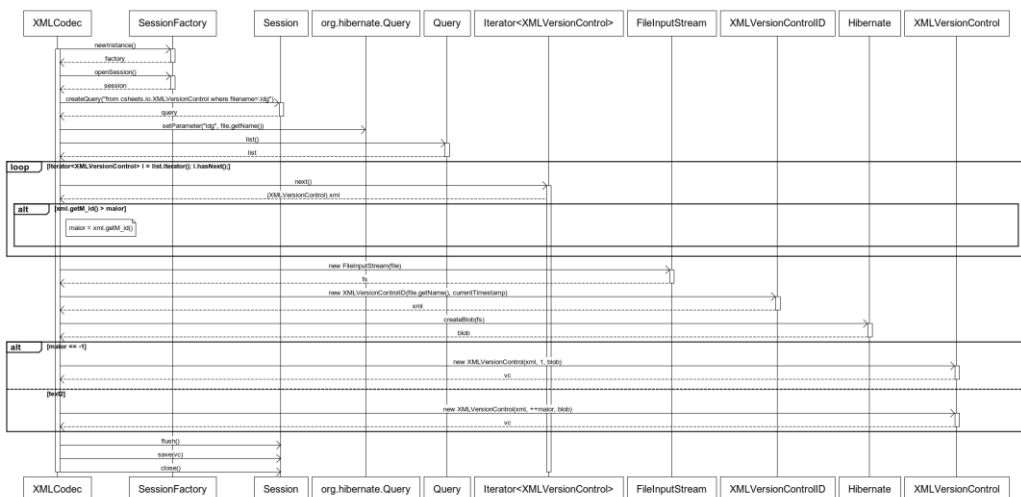 XMLCodec SessionFactory Session org.hibernate.Query Query Iterator<XMLVersionControl> FileInputStream XMLVersionControlID Hibernate XMLVersionControl
newInstance()
factory
openSession()
session
createQuery("from csheets.io.XMLVersionControl where filename=:idg")
query
setParameter("idg", file.getName())
list()
list
loop [Iterator<XMLVersionControl> i = list.iterator(); i.hasNext();]
next()
(XMLVersionControl) xml
alt [xml.getM_id() > maior]
maior = xml.getM_id()
new FileInputStream(file)
fs
new XMLVersionControlID(file.getName(), currentTimestamp)
xml
createBlob(fs)
blob
alt [maior == -1]
new XMLVersionControl(xml, 1, blob)
vc
[text2]
new XMLVersionControl(xml, ++maior, blob)
vc
flush()
save(vc)
close()
XMLCodec SessionFactory Session org.hibernate.Query Query Iterator<XMLVersionControl> FileInputStream XMLVersionControlID Hibernate XMLVersionControl